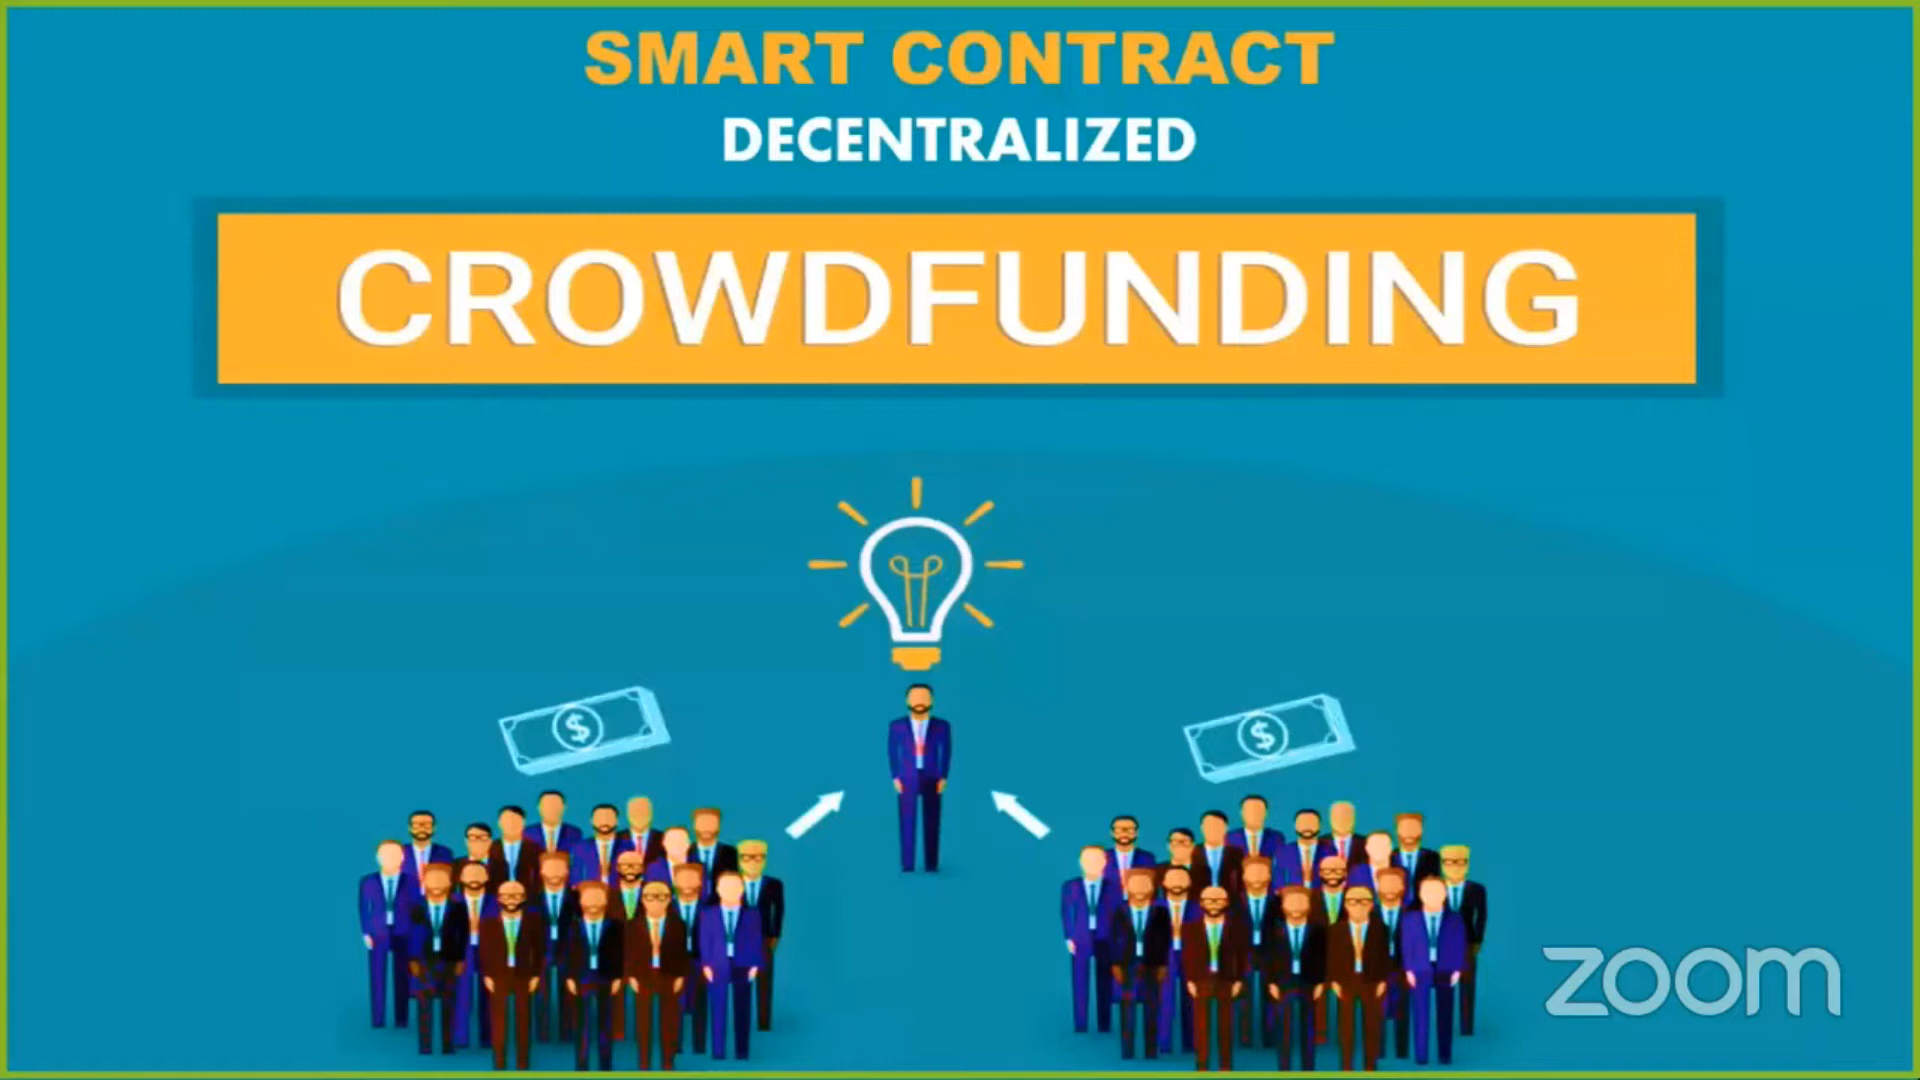 SMART CONTRACT
DECENTRALIZED
CROWDFUNDING
$ $
zoom